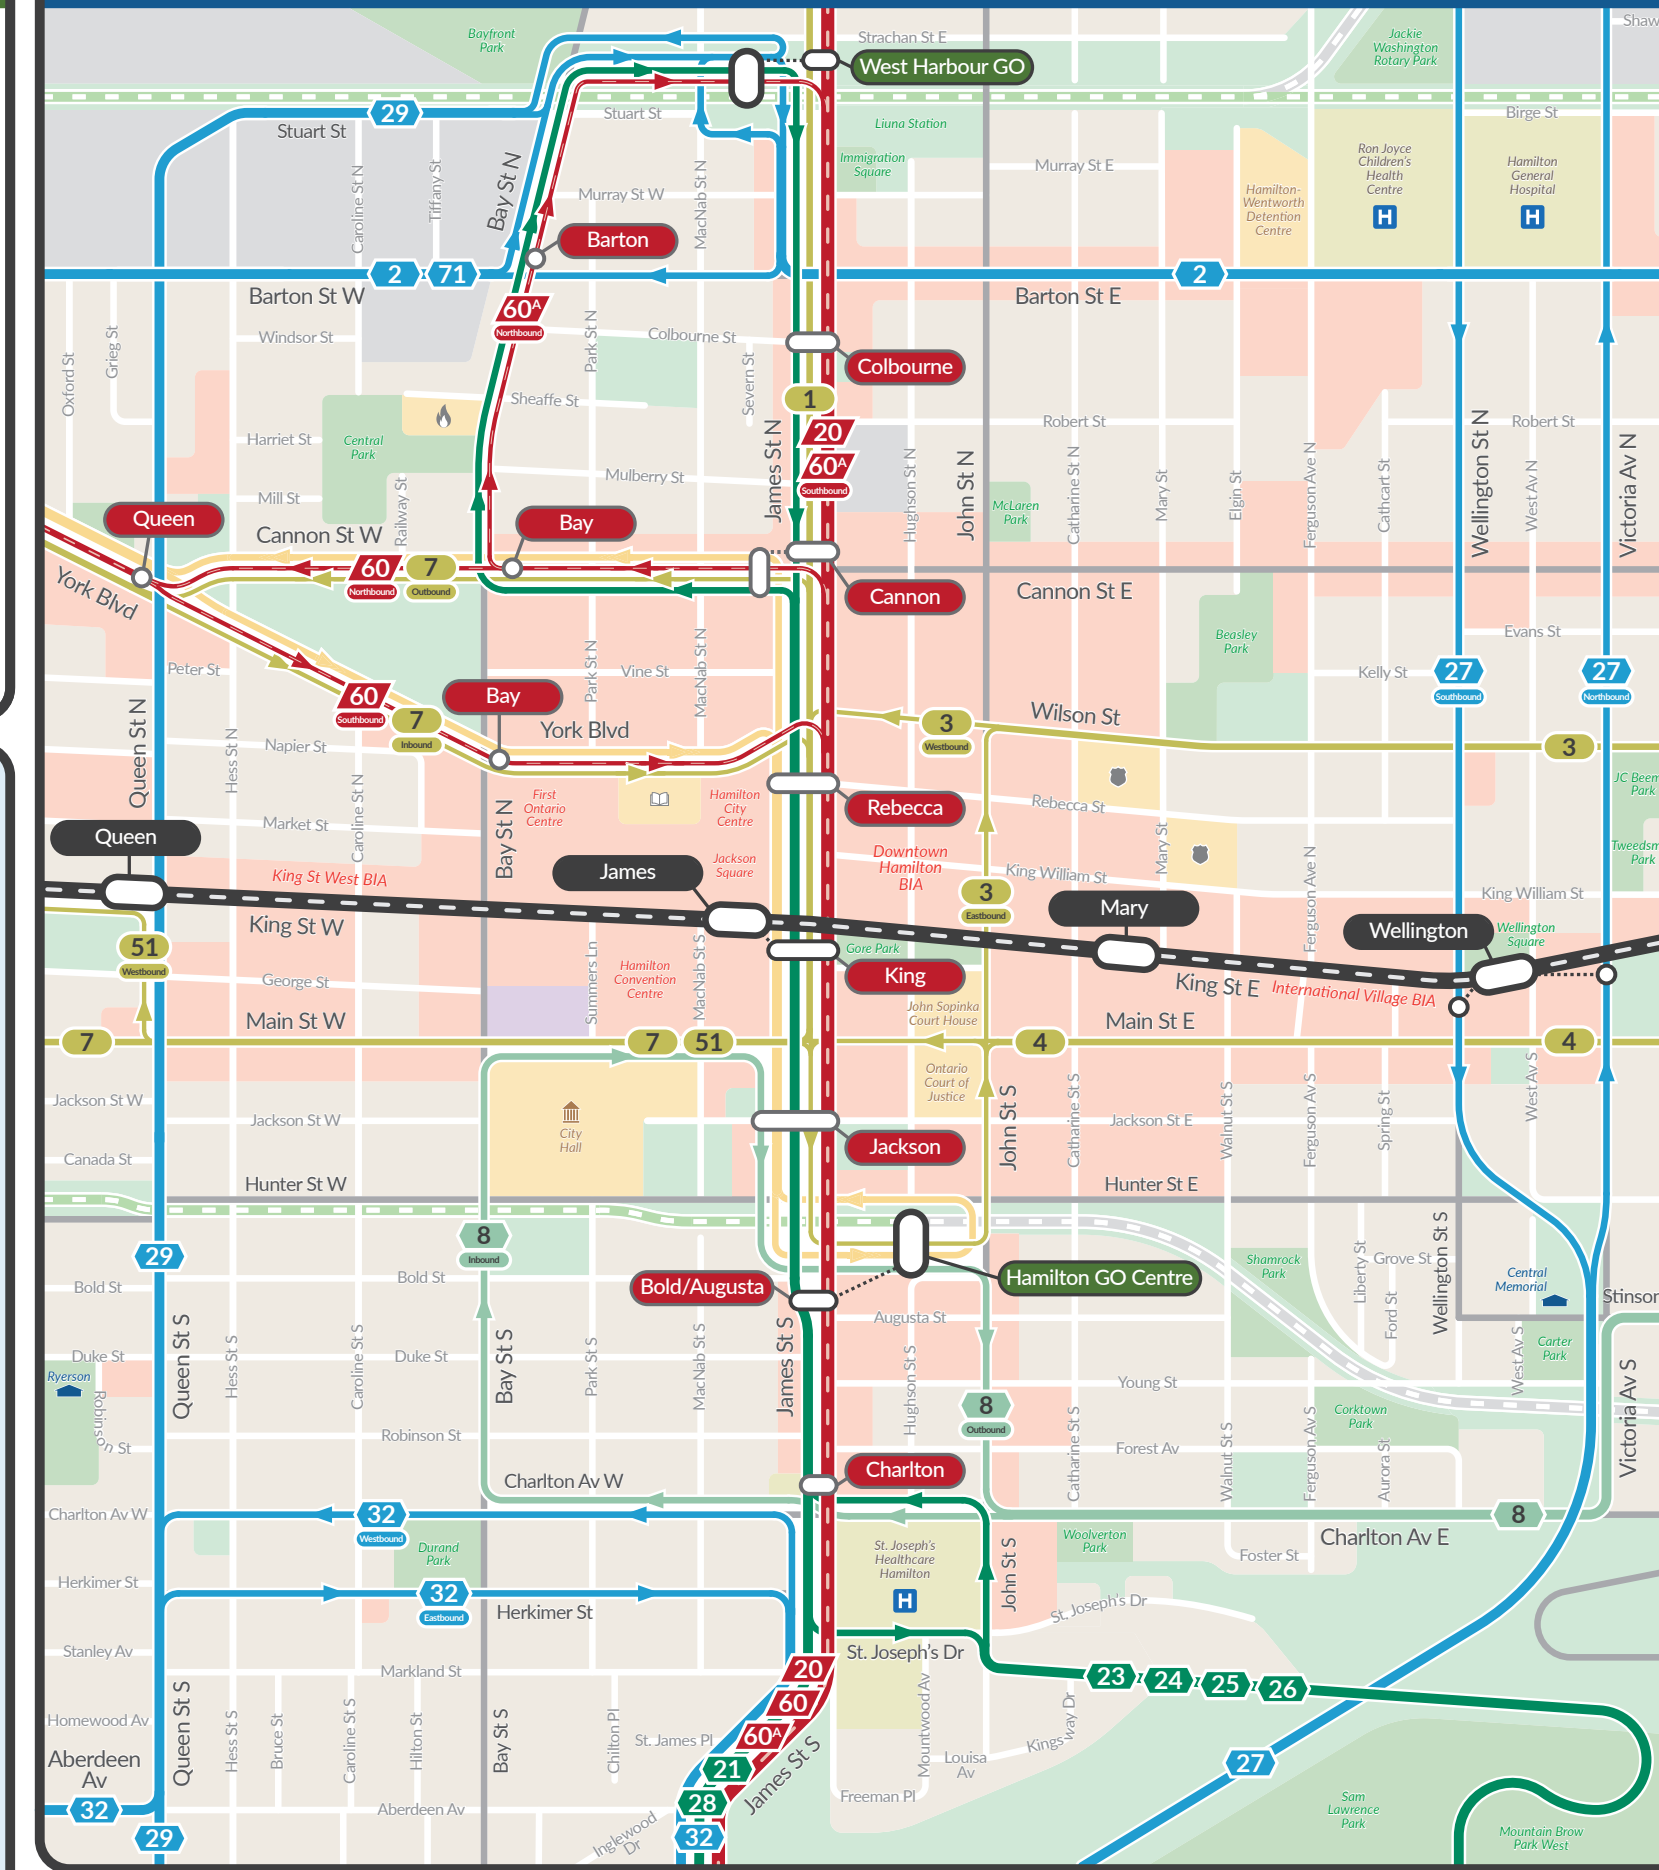 Bayfront
Park
Strachan St E
Jackie
Washington
Rotary Park
Shaw
West Harbour GO
29
Stuart St
Stuart St
Liuna Station
Birge St
Bay St N
Caroline St N
Tiffany St
MacNab St N
Murray St W
Immigration
Square
Murray St E
Hamilton-
Wentworth
Detention
Centre
Ron Joyce
Children's
Health
Centre
H
Hamilton
General
Hospital
H
Barton
2
71
2
Barton St W
Barton St E
60A
Northbound
Oxford St
Grieg St
Windsor St
Park St N
Colbourne St
Severn St
Colbourne
1
20
60A
Southbound
Sheaffe St
Harriet St
Central
Park
Mulberry St
Railway St
Mill St
James St N
Hughson St N
John St N
McLaren
Park
Robert St
Catharine St N
Mary St
Elgin St
Ferguson Ave N
Cathcart St
Wellington St N
Robert St
West Av N
Victoria Av N
Queen
Cannon St W
Bay
60
Northbound
7
Outbound
York Blvd
Cannon
Cannon St E
Evans St
Beasley
Park
Kelly St
27
Southbound
27
Northbound
Peter St
Vine St
Park St N
MacNab St N
60
Southbound
7
Inbound
Bay
York Blvd
Wilson St
3
Westbound
3
Queen St N
Hess St N
Napier St
Caroline St N
Market St
Bay St N
First
Ontario
Centre
Hamilton
City
Centre
Rebecca
Rebecca St
JC Beem
Park
Queen
James
Jackson
Square
Downtown
Hamilton
BIA
King William St
Mary St
Ferguson Ave N
Tweedsm
Park
King St West BIA
King St W
3
Eastbound
Mary
Wellington
King William St
Wellington
Square
51
Westbound
George St
Summers Ln
Hamilton
Convention
Centre
MacNab St S
Gore Park
King
King St E
International Village BIA
John Sopinka
Court House
Main St W
Main St E
7
7
51
4
4
Ontario
Court of
Justice
Jackson St W
Jackson St W
City
Hall
Jackson
John St S
Catharine St S
Jackson St E
Walnut St S
Ferguson Av S
Spring St
West Av S
Canada St
Hunter St W
Hunter St E
29
8
Inbound
Bold St
Bold St
Bold/Augusta
Hamilton GO Centre
Augusta St
Shamrock
Park
Liberty St
Grove St
Ford St
Wellington St S
Central
Memorial
Stinson
Duke St
Duke St
Ryerson
Robinson St
Queen St S
Hess St S
Caroline St S
Bay St S
Park St S
MacNab St S
James St S
Hughson St S
Young St
8
Outbound
Carter
Park
West Av S
Corktown
Park
Victoria Av S
Robinson St
Catharine St S
Forest Av
Walnut St S
Ferguson Av S
Aurora St
Charlton Av W
Charlton
Charlton Av W
32
Westbound
8
Charlton Av E
Durand
Park
St. Joseph's
Healthcare
Hamilton
H
John St S
Woolverton
Park
Foster St
Herkimer St
32
Eastbound
Herkimer St
St. Joseph's Dr
St. Joseph's Dr
Stanley Av
Markland St
20
60
60A
21
28
32
23
24
25
26
Homewood Av
Queen St S
Hess St S
Bruce St
Caroline St S
Hilton St
Bay St S
Chilton Pl
St. James Pl
James St S
Mountwood Av
Kingsway Dr
Louisa
Av
27
Aberdeen
Av
32
29
Aberdeen Av
Inglewood
Dr
Freeman Pl
Sam
Lawrence
Park
Mountain Brow
Park West